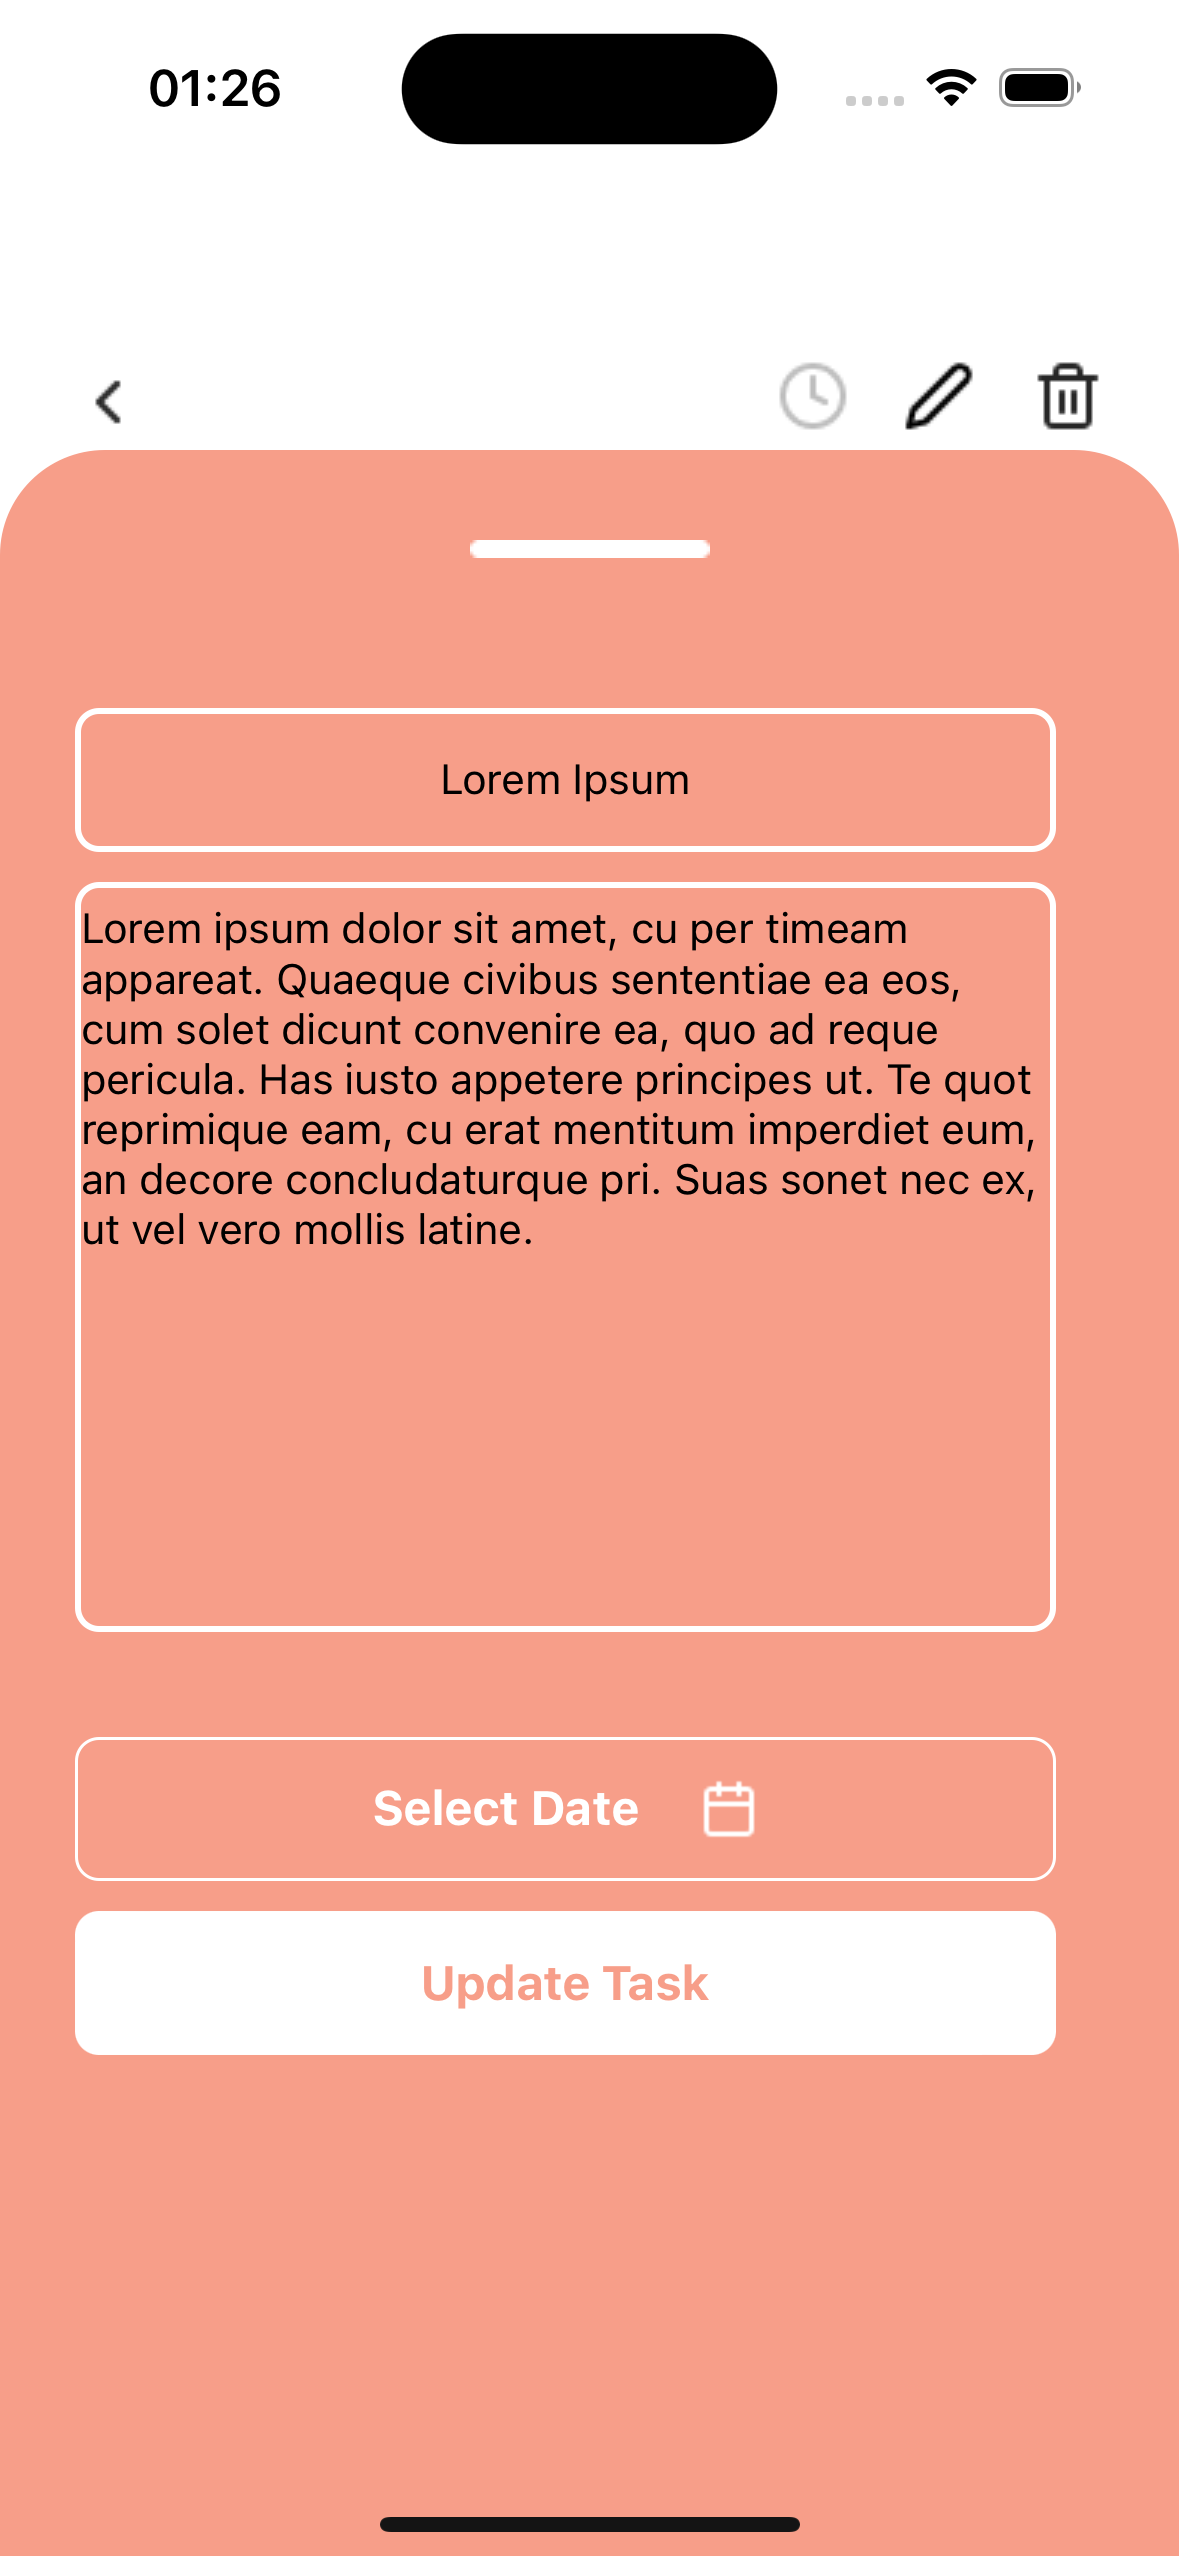 01:26
Lorem Ipsum
Lorem ipsum dolor sit amet, cu per timeam
appareat. Quaeque civibus sententiae ea eos,
cum solet dicunt convenire ea, quo ad reque
pericula. Has iusto appetere principes ut. Te quot
reprimique eam, cu erat mentitum imperdiet eum,
an decore concludaturque pri. Suas sonet nec ex,
ut vel vero mollis latine.
Select Date
Update Task